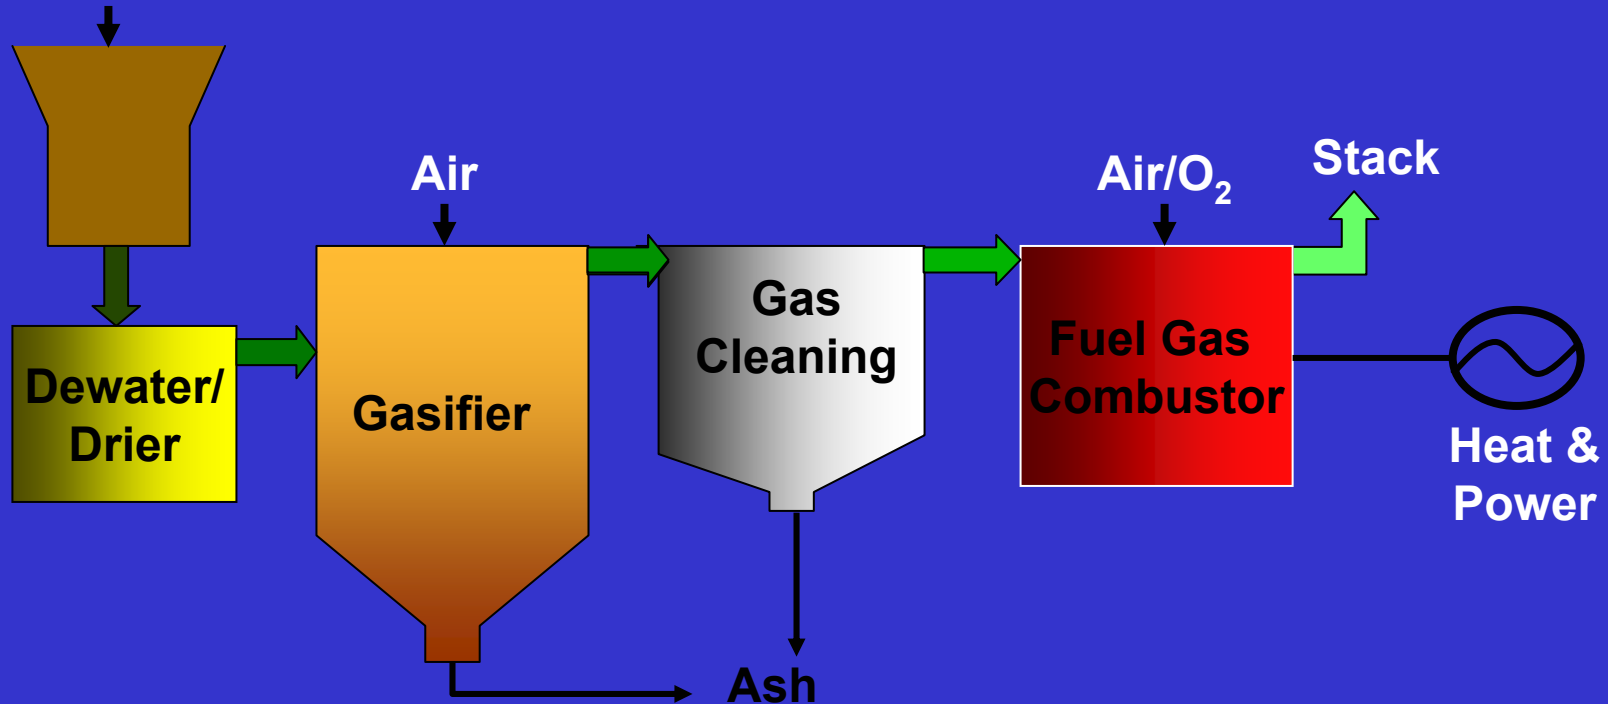 Air
Air/O₂
Stack
Gas
Cleaning
Fuel Gas
Combustor
Dewater/
Drier
Gasifier
Heat &
Power
Ash